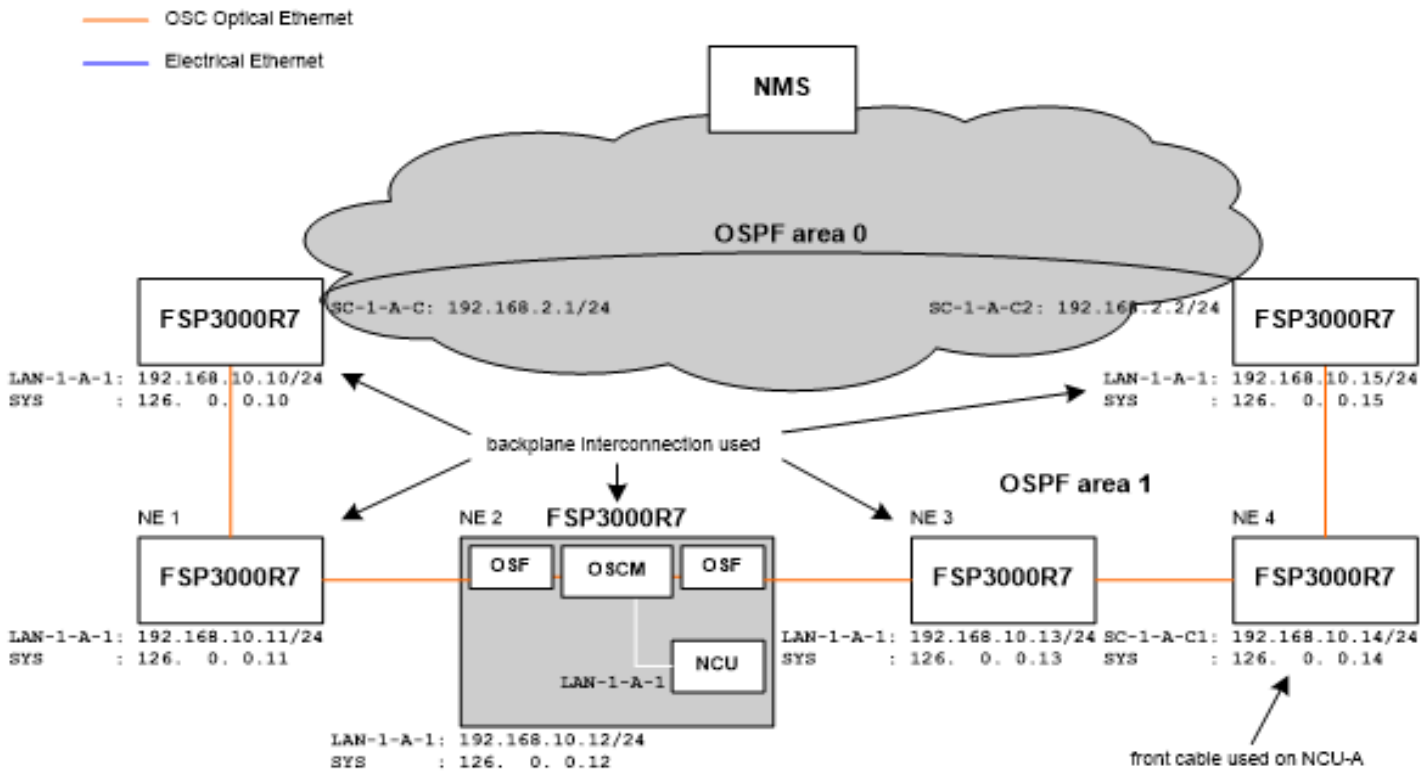 OSC Optical Ethernet
Electrical Ethernet
NMS
OSPF area 0
FSP3000R7
SC-1-A-C: 192.168.2.1/24
SC-1-A-C2: 192.168.2.2/24
FSP3000R7
LAN-1-A-1: 192.168.10.10/24
SYS : 126. 0. 0.10
LAN-1-A-1: 192.168.10.15/24
SYS : 126. 0. 0.15
backplane Interconnection used
OSPF area 1
NE 1
NE 2
FSP3000R7
NE 3
NE 4
FSP3000R7
OSF
OSCM
OSF
FSP3000R7
FSP3000R7
LAN-1-A-1: 192.168.10.11/24
SYS : 126. 0. 0.11
NCU
LAN-1-A-1
LAN-1-A-1: 192.168.10.13/24
SYS : 126. 0. 0.13
SC-1-A-C1: 192.168.10.14/24
SYS : 126. 0. 0.14
LAN-1-A-1: 192.168.10.12/24
SYS : 126. 0. 0.12
front cable used on NCU-A